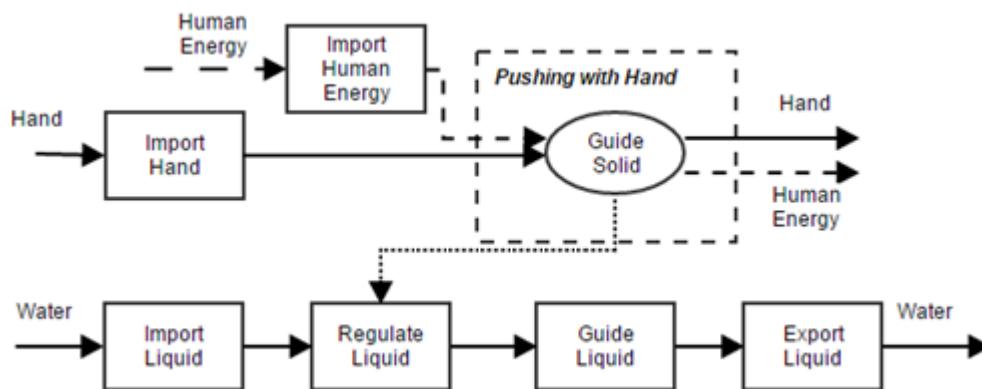 Human
Energy
Import
Human
Energy
Pushing with Hand
Hand
Import
Hand
Guide
Solid
Hand
Human
Energy
Water
Import
Liquid
Regulate
Liquid
Guide
Liquid
Export
Liquid
Water